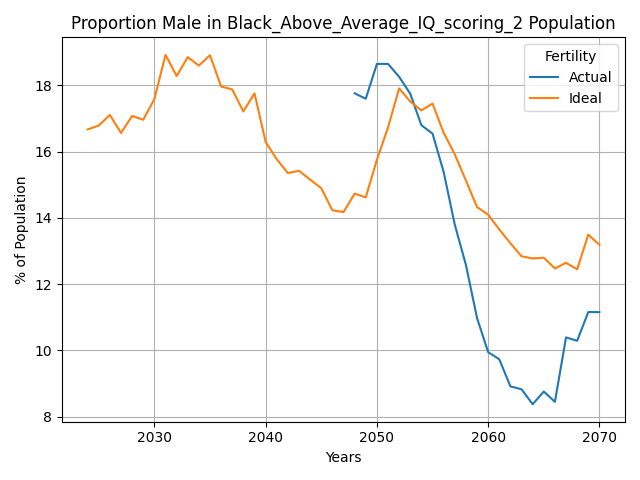 Proportion Male in Black_Above_Average_IQ_scoring_2 Population
Fertility
Actual
Ideal
% of Population
18
16
14
12
10
8
2030 2040 2050 2060 2070
Years